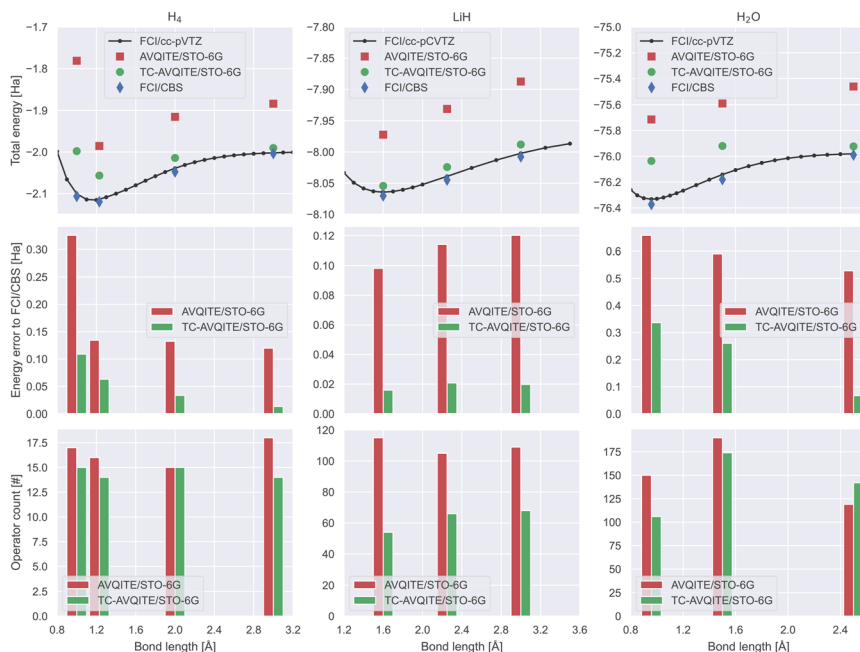 H4
LiH
H2O
Total energy [Ha]
−1.7
−1.8
−1.9
−2.0
−2.1
FCI/cc-pVTZ
AVQITE/STO-6G
TC-AVQITE/STO-6G
FCI/CBS
−7.80
−7.85
−7.90
−7.95
−8.00
−8.05
−8.10
FCI/cc-pCVTZ
AVQITE/STO-6G
TC-AVQITE/STO-6G
FCI/CBS
−75.0
−75.2
−75.4
−75.6
−75.8
−76.0
−76.2
−76.4
FCI/cc-pVTZ
AVQITE/STO-6G
TC-AVQITE/STO-6G
FCI/CBS
Energy error to FCI/CBS [Ha]
0.30
0.25
0.20
0.15
0.10
0.05
0.00
AVQITE/STO-6G
TC-AVQITE/STO-6G
0.12
0.10
0.08
0.06
0.04
0.02
0.00
AVQITE/STO-6G
TC-AVQITE/STO-6G
0.6
0.5
0.4
0.3
0.2
0.1
0.0
AVQITE/STO-6G
TC-AVQITE/STO-6G
Operator count [#]
17.5
15.0
12.5
10.0
7.5
5.0
2.5
0.0
AVQITE/STO-6G
TC-AVQITE/STO-6G
0.8 1.2 1.6 2.0 2.4 2.8 3.2
Bond length [Å]
120
100
80
60
40
20
0
AVQITE/STO-6G
TC-AVQITE/STO-6G
1.2 1.6 2.0 2.4 2.8 3.2 3.6
Bond length [Å]
175
150
125
100
75
50
25
0
AVQITE/STO-6G
TC-AVQITE/STO-6G
0.8 1.2 1.6 2.0 2.4
Bond length [Å]